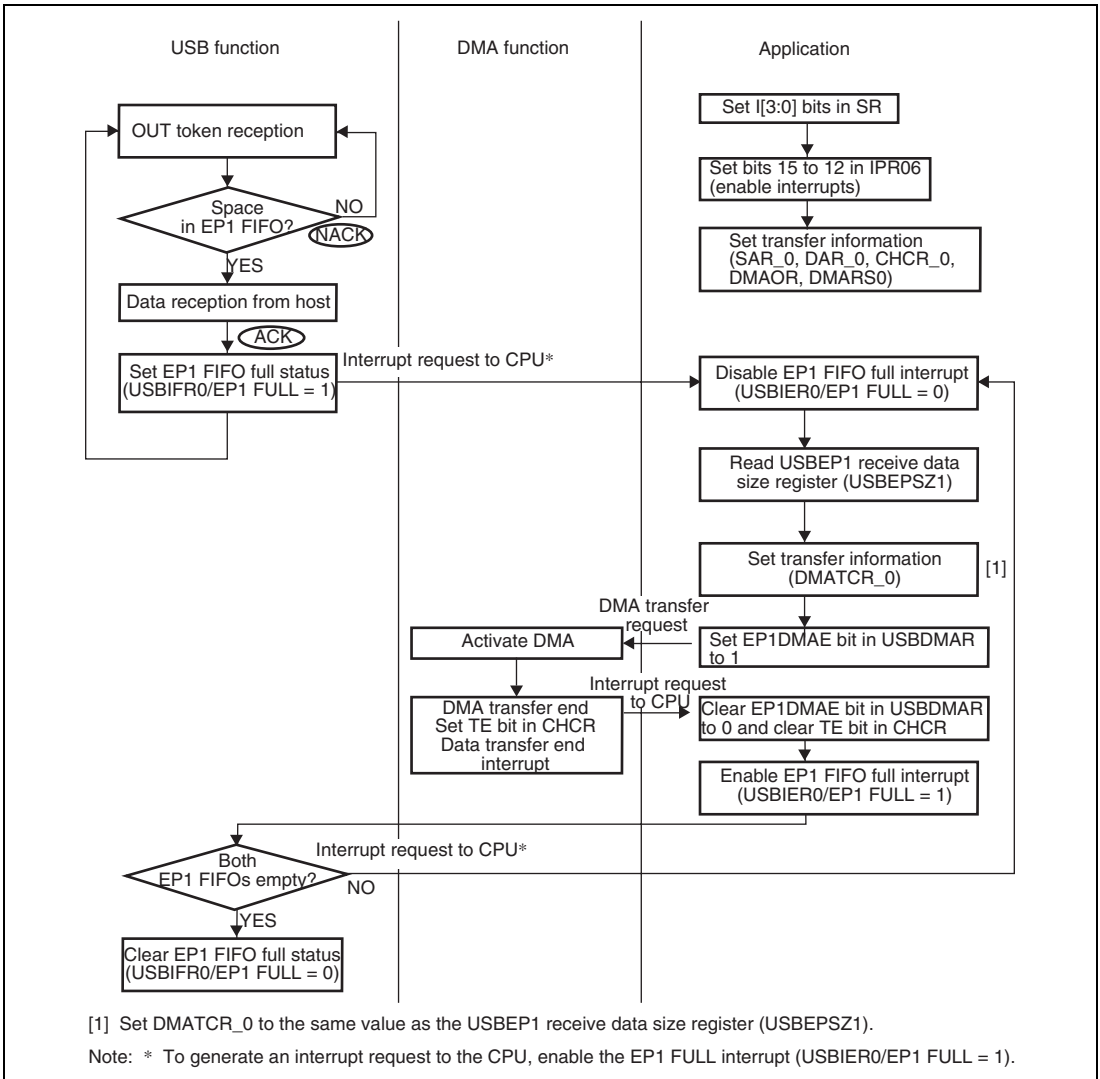 USB function
DMA function
Application
OUT token reception
Space
in EP1 FIFO?
NO
NACK
YES
Data reception from host
ACK
Set EP1 FIFO full status
(USBIFR0/EP1 FULL = 1)
Interrupt request to CPU*
Set I[3:0] bits in SR
Set bits 15 to 12 in IPR06
(enable interrupts)
Set transfer information
(SAR_0, DAR_0, CHCR_0,
DMAOR, DMARS0)
Disable EP1 FIFO full interrupt
(USBIER0/EP1 FULL = 0)
Read USBEP1 receive data
size register (USBEPSZ1)
Set transfer information
(DMATCR_0)
[1]
DMA transfer
request
Activate DMA
Set EP1DMAE bit in USBDMAR
to 1
Interrupt request
to CPU
DMA transfer end
Set TE bit in CHCR
Data transfer end
interrupt
Clear EP1DMAE bit in USBDMAR
to 0 and clear TE bit in CHCR
Enable EP1 FIFO full interrupt
(USBIER0/EP1 FULL = 1)
Both
EP1 FIFOs empty?
Interrupt request to CPU*
NO
YES
Clear EP1 FIFO full status
(USBIFR0/EP1 FULL = 0)
[1] Set DMATCR_0 to the same value as the USBEP1 receive data size register (USBEPSZ1).
Note: * To generate an interrupt request to the CPU, enable the EP1 FULL interrupt (USBIER0/EP1 FULL = 1).